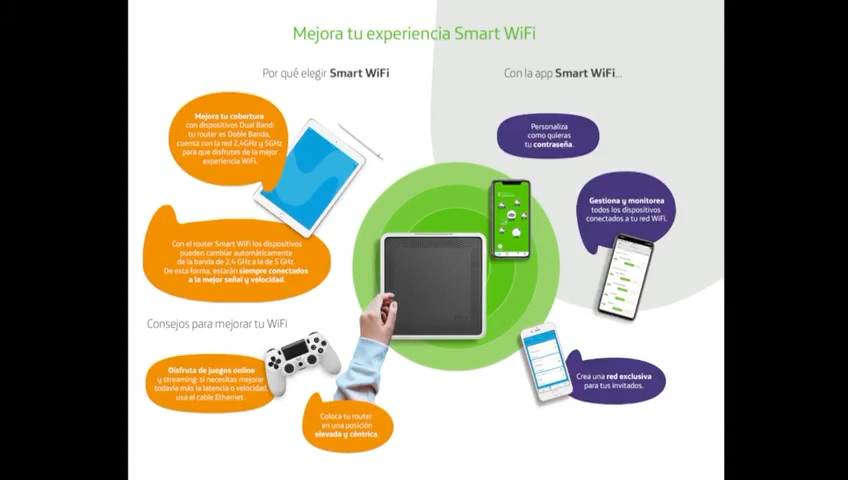 Mejora tu experiencia Smart WiFi
Por qué elegir Smart WiFi
Con la app Smart WiFi...
Mejora tu cobertura
con dispositivos Dual Band:
tu router es Doble Banda,
cuenta con la red 2,4GHz y 5GHz
para que disfrutes de la mejor
experiencia WiFi.
Con el router Smart WiFi los dispositivos
pueden cambiar automáticamente
de la banda de 2,4 GHz a la de 5 GHz.
De esta forma, estarán siempre conectados
a la mejor señal y velocidad.
Consejos para mejorar tu WiFi
Disfruta de juegos online
y streaming: si necesitas mejorar
todavía más la latencia o velocidad,
usa el cable Ethernet.
Coloca tu router
en una posición
elevada y céntrica.
Personaliza
como quieras
tu contraseña.
Gestiona y monitorea
todos los dispositivos
conectados a tu red WiFi.
Crea una red exclusiva
para tus invitados.